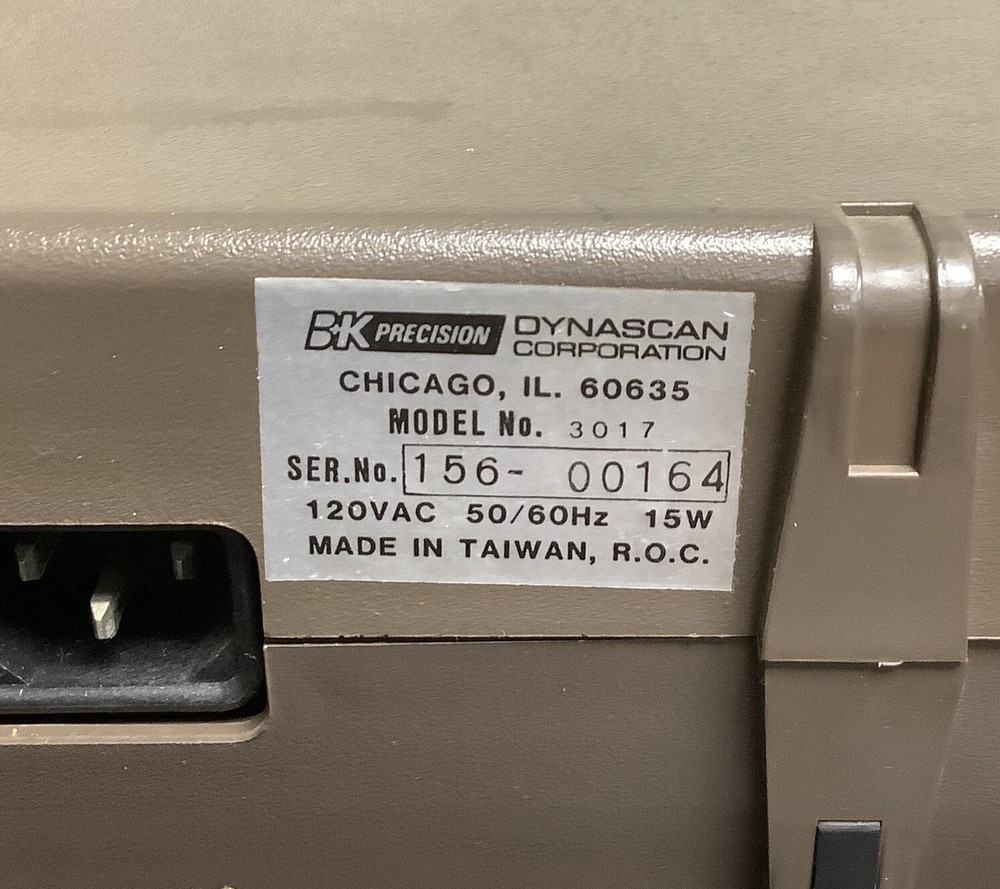 B+K PRECISION DYNASCAN CORPORATION
CHICAGO, IL. 60635
MODEL No. 3017
SER.No. 156- 00164
120VAC 50/60Hz 15W
MADE IN TAIWAN, R.O.C.